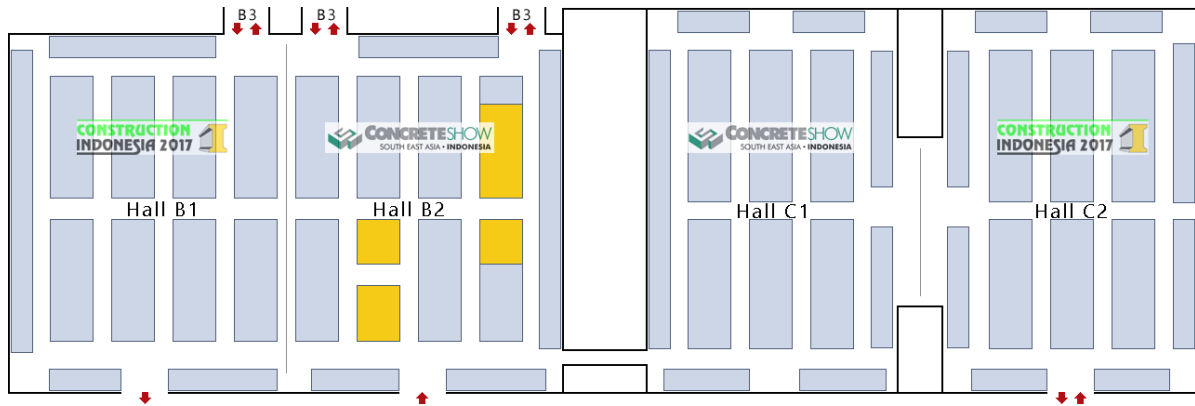 B3
B3
B3
CONSTRUCTION
INDONESIA 2017
CONCRETESHOW
SOUTH EAST ASIA • INDONESIA
CONCRETESHOW
SOUTH EAST ASIA • INDONESIA
CONSTRUCTION
INDONESIA 2017
Hall B1
Hall B2
Hall C1
Hall C2